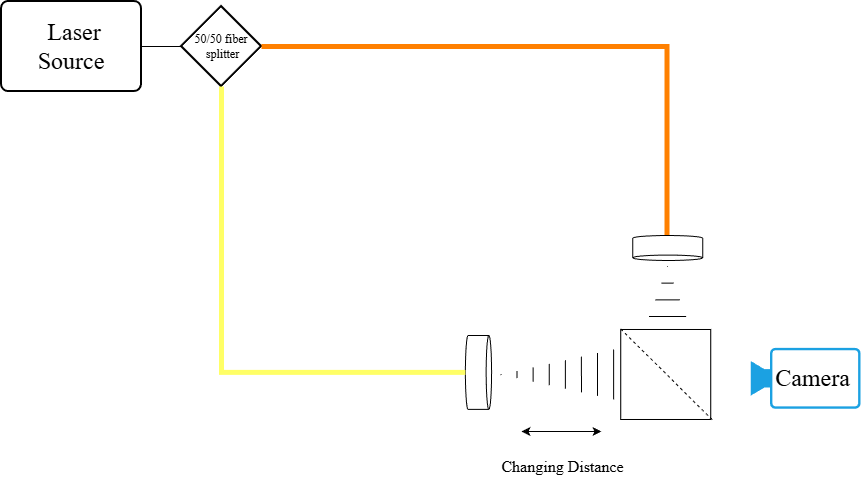 Laser
Source
50/50 fiber
splitter
Camera
Changing Distance